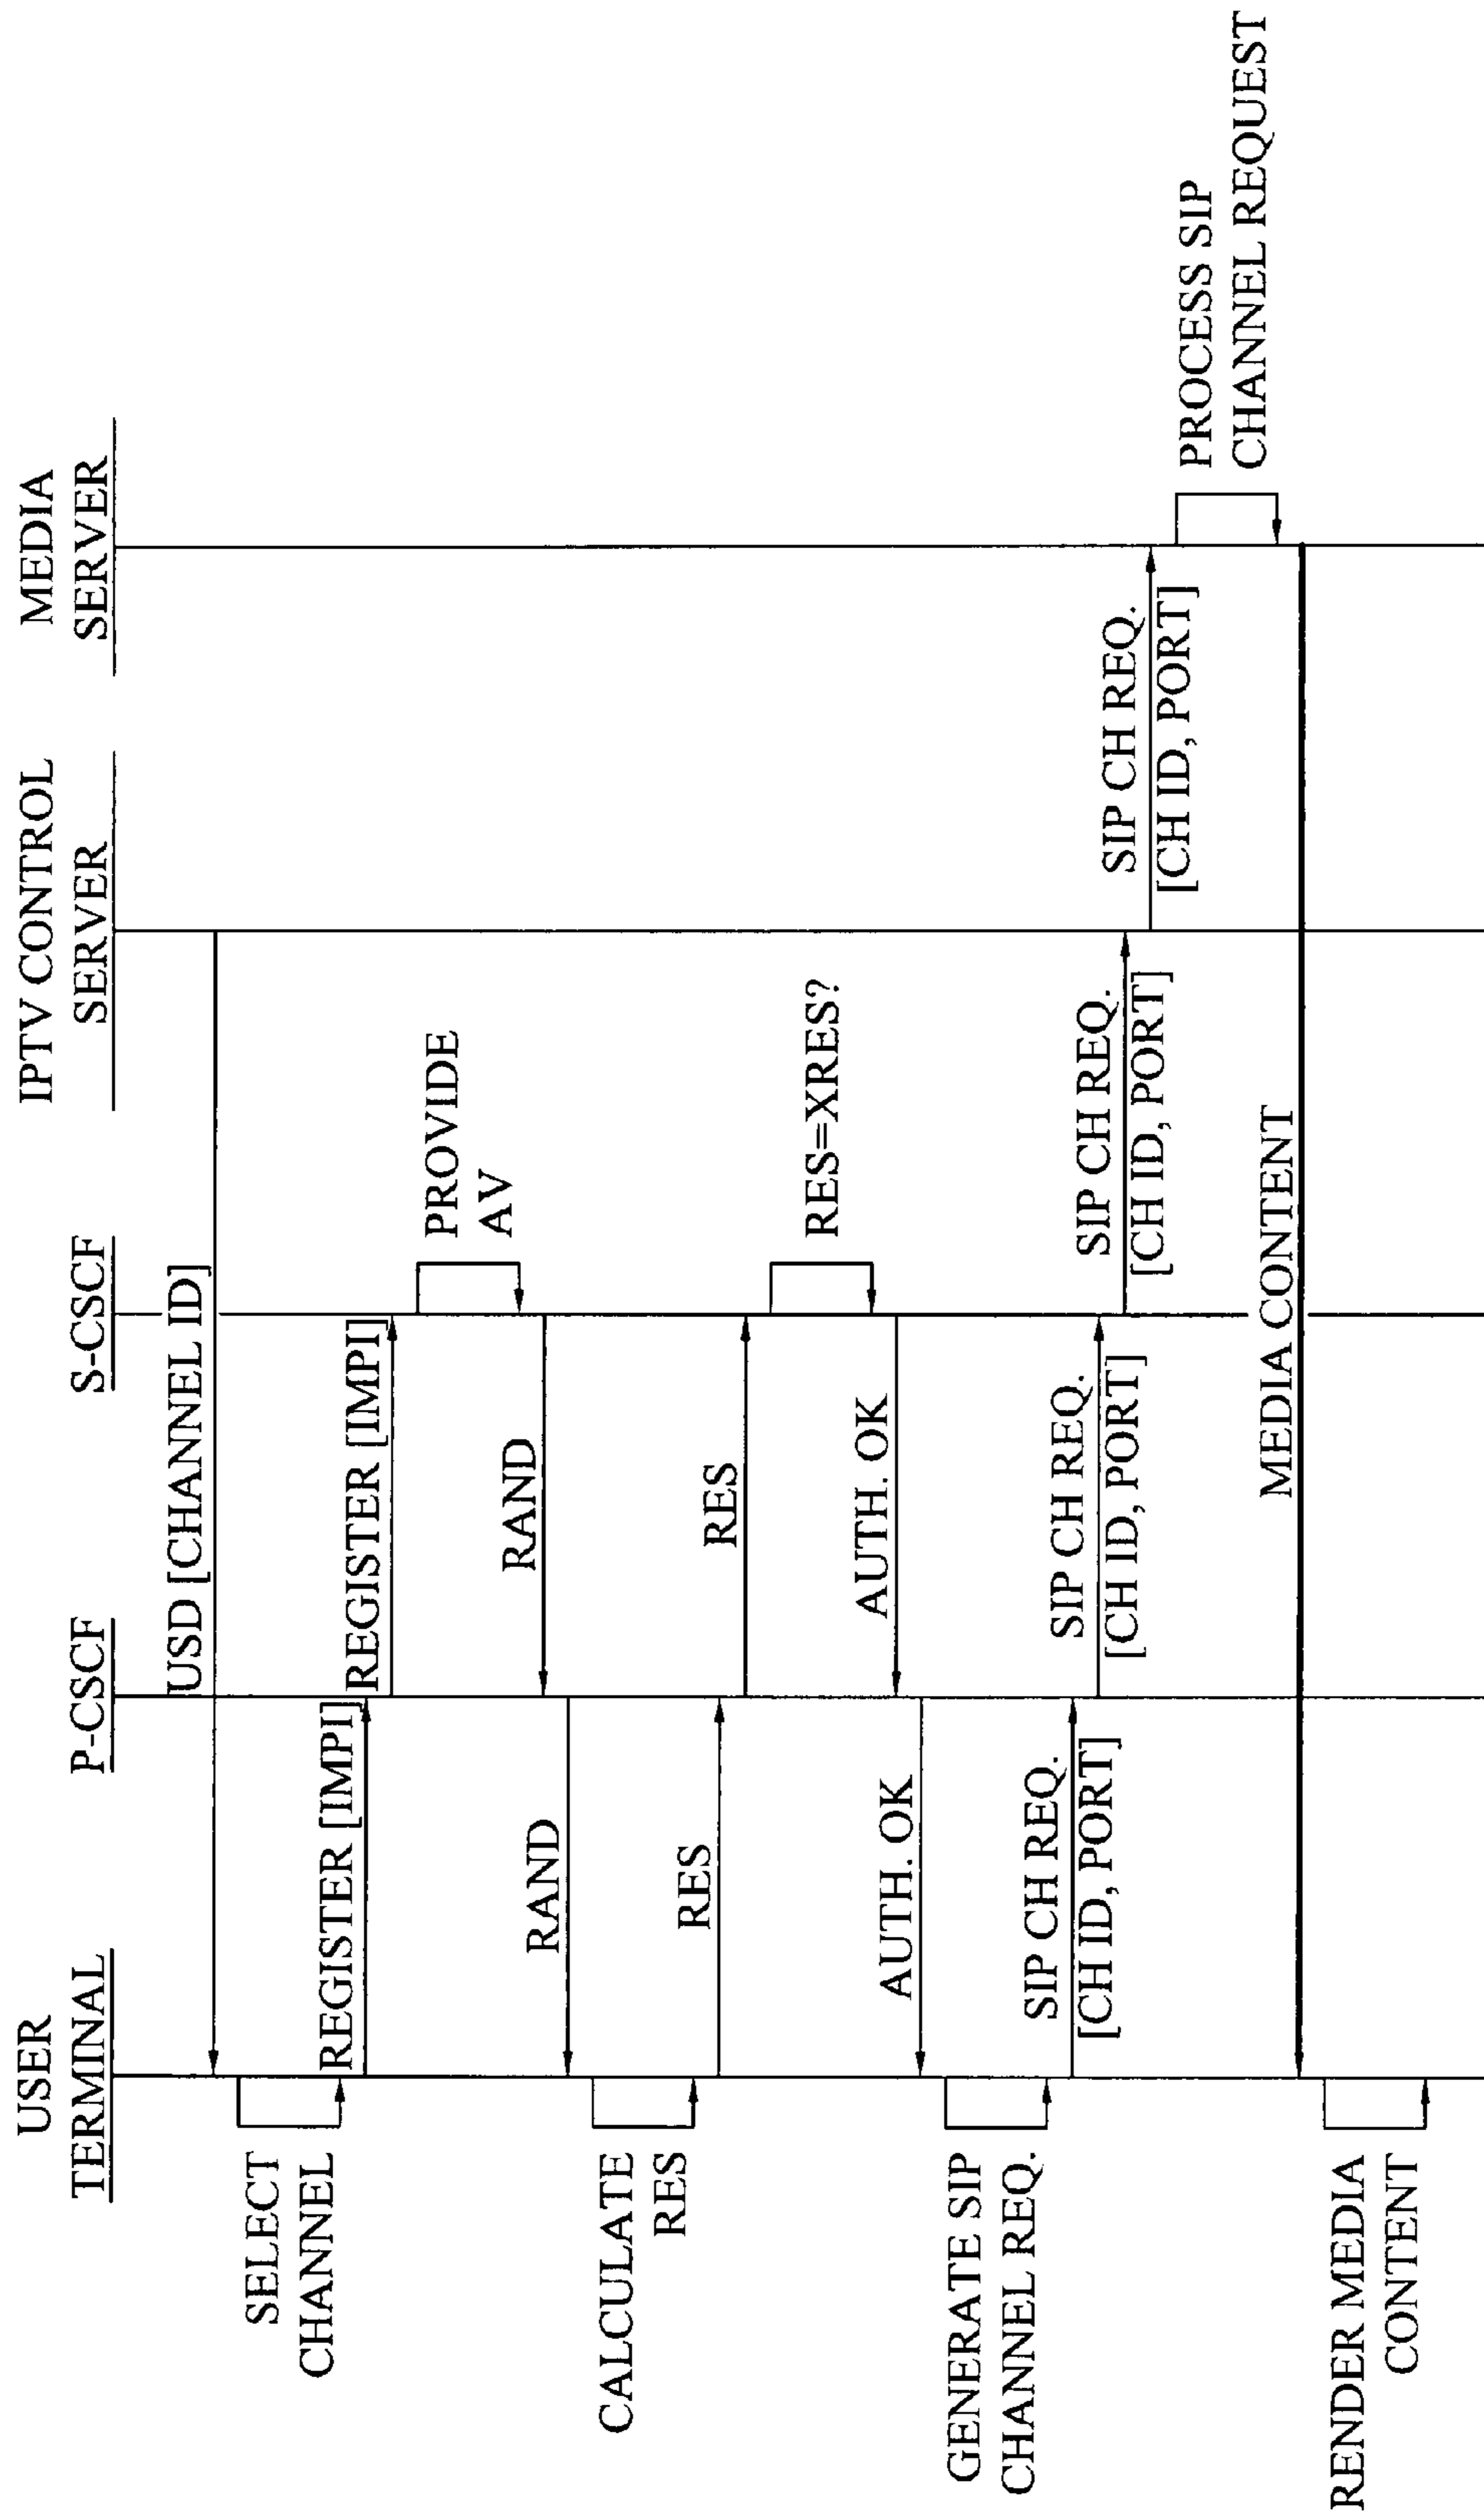 USER
TERMINAL
P-CSCF
S-CSCF
IPTV CONTROL
SERVER
MEDIA
SERVER
USD [CHANNEL ID]
SELECT
CHANNEL
REGISTER [IMPI]
REGISTER [IMPI]
PROVIDE
AV
RAND
RAND
CALCULATE
RES
RES
RES
RES=XRES?
AUTH. OK
AUTH. OK
GENERATE SIP
CHANNEL REQ.
SIP CH REQ.
[CH ID, PORT]
SIP CH REQ.
[CH ID, PORT]
SIP CH REQ.
[CH ID, PORT]
SIP CH REQ.
[CH ID, PORT]
PROCESS SIP
CHANNEL REQUEST
MEDIA CONTENT
RENDER MEDIA
CONTENT